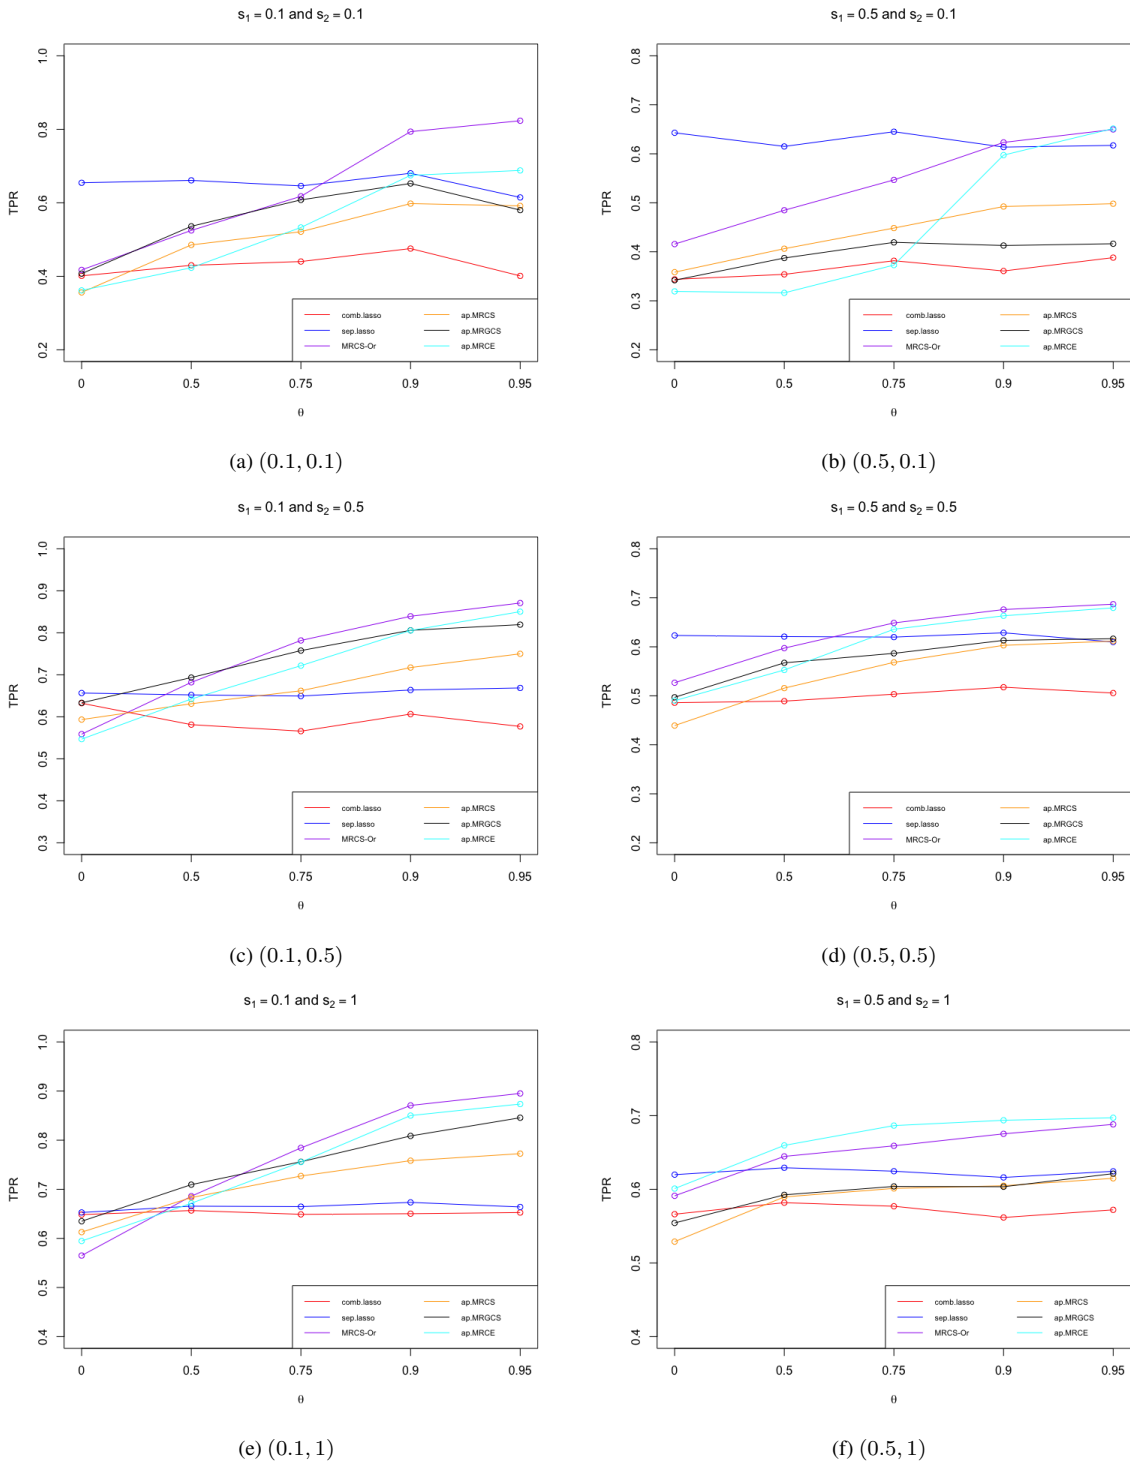 s₁ = 0.1 and s₂ = 0.1
TPR
1.0
0.8
0.6
0.4
0.2
comb.lasso
sep.lasso
MRCS-Or
ap.MRCS
ap.MRGCS
ap.MRCE
0 0.5 0.75 0.9 0.95
θ
(a) (0.1, 0.1)
s₁ = 0.5 and s₂ = 0.1
TPR
0.8
0.7
0.6
0.5
0.4
0.3
0.2
comb.lasso
sep.lasso
MRCS-Or
ap.MRCS
ap.MRGCS
ap.MRCE
0 0.5 0.75 0.9 0.95
θ
(b) (0.5, 0.1)
s₁ = 0.1 and s₂ = 0.5
TPR
1.0
0.9
0.8
0.7
0.6
0.5
0.4
0.3
comb.lasso
sep.lasso
MRCS-Or
ap.MRCS
ap.MRGCS
ap.MRCE
0 0.5 0.75 0.9 0.95
θ
(c) (0.1, 0.5)
s₁ = 0.5 and s₂ = 0.5
TPR
0.8
0.7
0.6
0.5
0.4
0.3
0.2
comb.lasso
sep.lasso
MRCS-Or
ap.MRCS
ap.MRGCS
ap.MRCE
0 0.5 0.75 0.9 0.95
θ
(d) (0.5, 0.5)
s₁ = 0.1 and s₂ = 1
TPR
1.0
0.9
0.8
0.7
0.6
0.5
0.4
comb.lasso
sep.lasso
MRCS-Or
ap.MRCS
ap.MRGCS
ap.MRCE
0 0.5 0.75 0.9 0.95
θ
(e) (0.1, 1)
s₁ = 0.5 and s₂ = 1
TPR
0.8
0.7
0.6
0.5
0.4
comb.lasso
sep.lasso
MRCS-Or
ap.MRCS
ap.MRGCS
ap.MRCE
0 0.5 0.75 0.9 0.95
θ
(f) (0.5, 1)